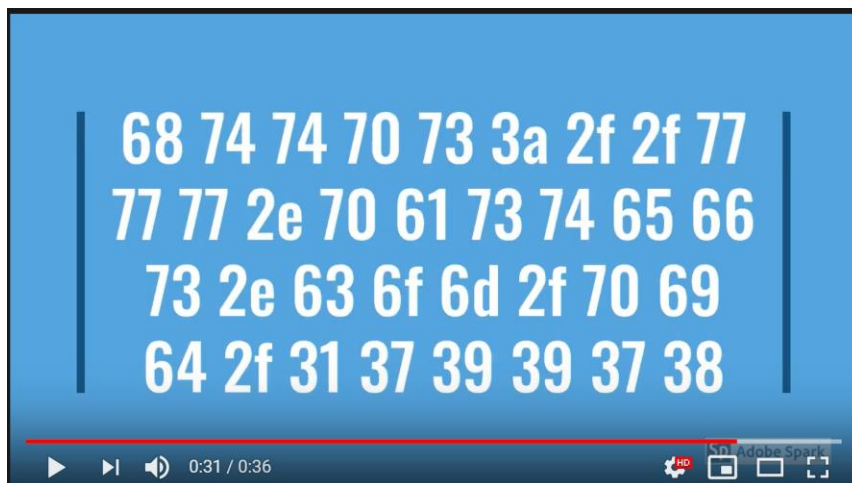 68 74 74 70 73 3a 2f 2f 77
77 77 2e 70 61 73 74 65 66
73 2e 63 6f 6d 2f 70 69
64 2f 31 37 39 39 37 38
Sp Adobe Spark
0:31 / 0:36
HD